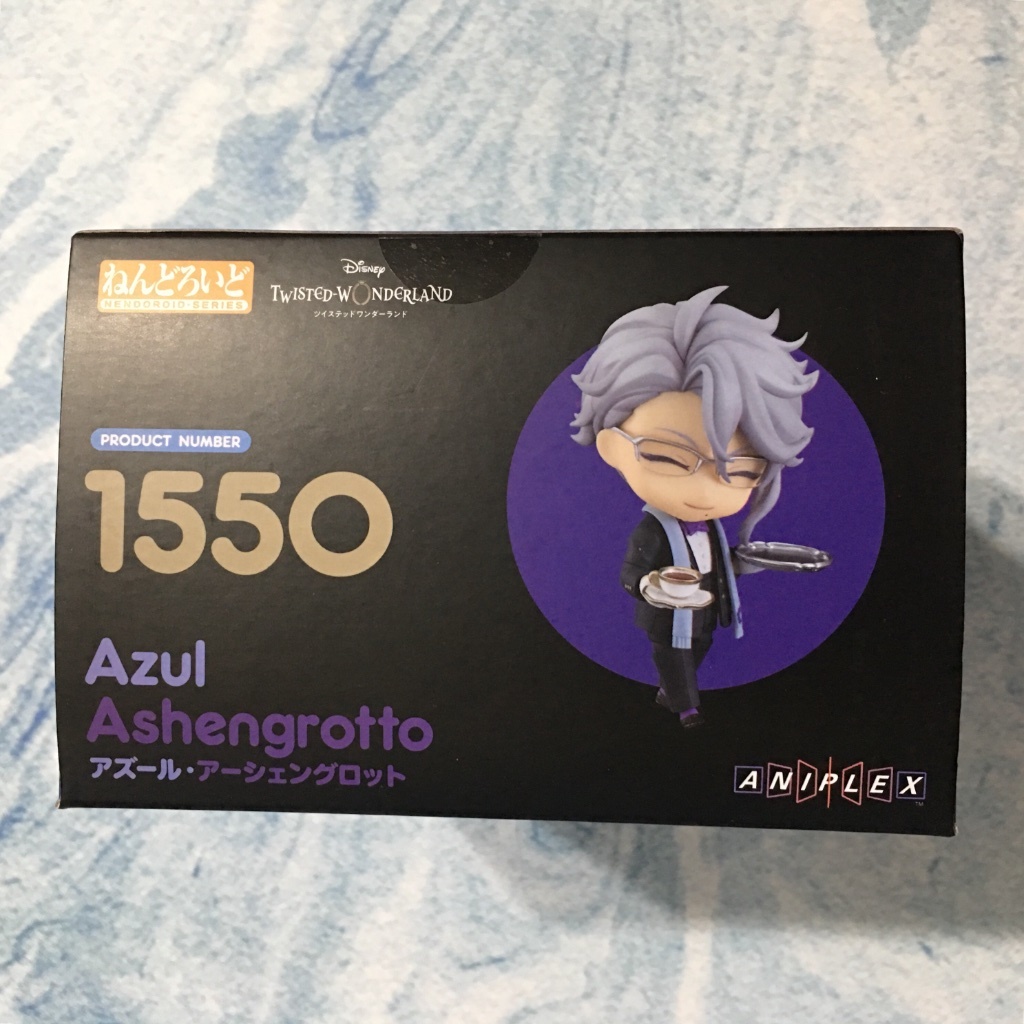 ねんどろいど
NENDOROID・SERIES
Disney
TWISTED-WONDERLAND
ツイステッドワンダーランド
PRODUCT NUMBER
1550
Azul
Ashengrotto
アズール・アーシェングロット
ANIPLEX
TM